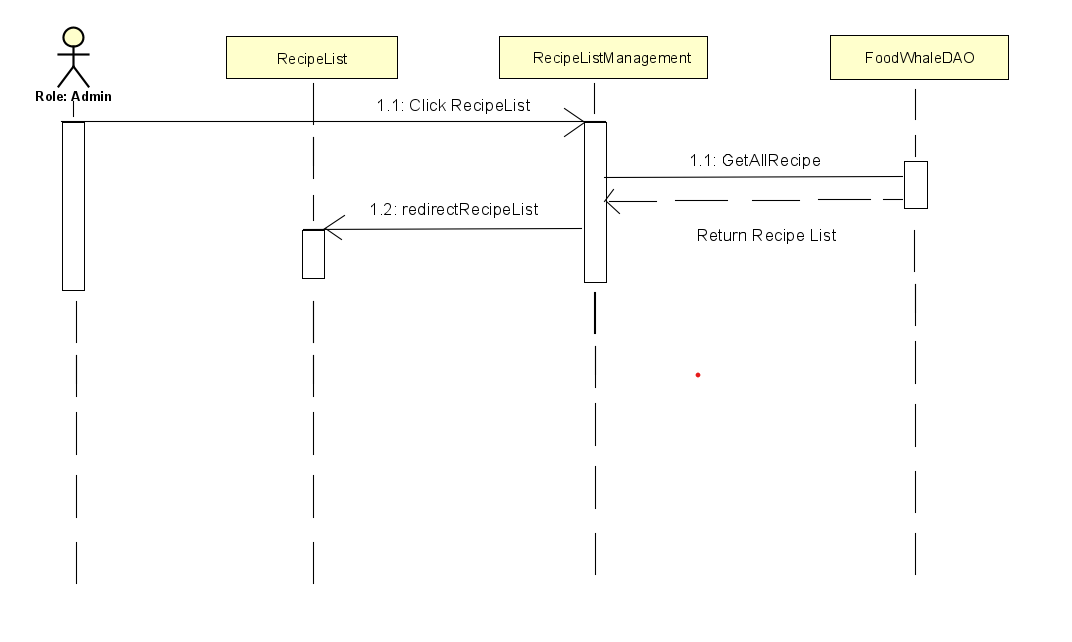 Role: Admin
RecipeList
RecipeListManagement
FoodWhaleDAO
1.1: Click RecipeList
1.1: GetAllRecipe
1.2: redirectRecipeList
Return Recipe List